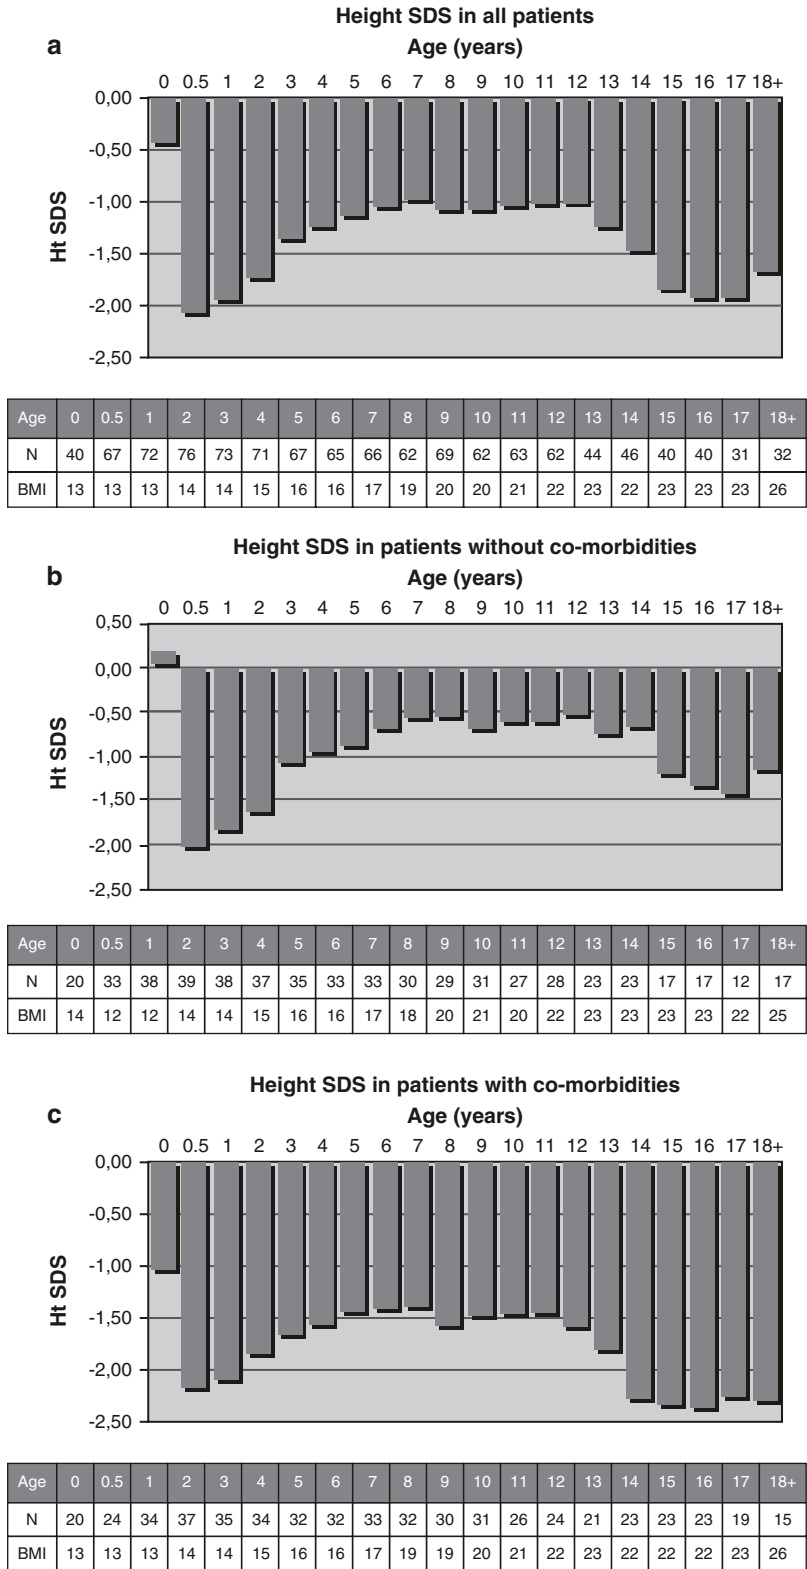 Height SDS in all patients
a
Age (years)
0 0.5 1 2 3 4 5 6 7 8 9 10 11 12 13 14 15 16 17 18+
0,00
-0,50
-1,00
-1,50
-2,00
-2,50
Ht SDS
Age 0 0.5 1 2 3 4 5 6 7 8 9 10 11 12 13 14 15 16 17 18+
N 40 67 72 76 73 71 67 65 66 62 69 62 63 62 44 46 40 40 31 32
BMI 13 13 13 14 14 15 16 16 17 19 20 20 21 22 23 22 23 23 23 26
Height SDS in patients without co-morbidities
b
Age (years)
0 0.5 1 2 3 4 5 6 7 8 9 10 11 12 13 14 15 16 17 18+
0,50
0,00
-0,50
-1,00
-1,50
-2,00
-2,50
Ht SDS
Age 0 0.5 1 2 3 4 5 6 7 8 9 10 11 12 13 14 15 16 17 18+
N 20 33 38 39 38 37 35 33 33 30 29 31 27 28 23 23 17 17 12 17
BMI 14 12 12 14 14 15 16 16 17 18 20 21 20 22 23 23 23 23 22 25
Height SDS in patients with co-morbidities
c
Age (years)
0 0.5 1 2 3 4 5 6 7 8 9 10 11 12 13 14 15 16 17 18+
0,00
-0,50
-1,00
-1,50
-2,00
-2,50
Ht SDS
Age 0 0.5 1 2 3 4 5 6 7 8 9 10 11 12 13 14 15 16 17 18+
N 20 24 34 37 35 34 32 32 33 32 30 31 26 24 21 23 23 23 19 15
BMI 13 13 13 14 14 15 16 16 17 19 19 20 21 22 23 22 22 22 23 26